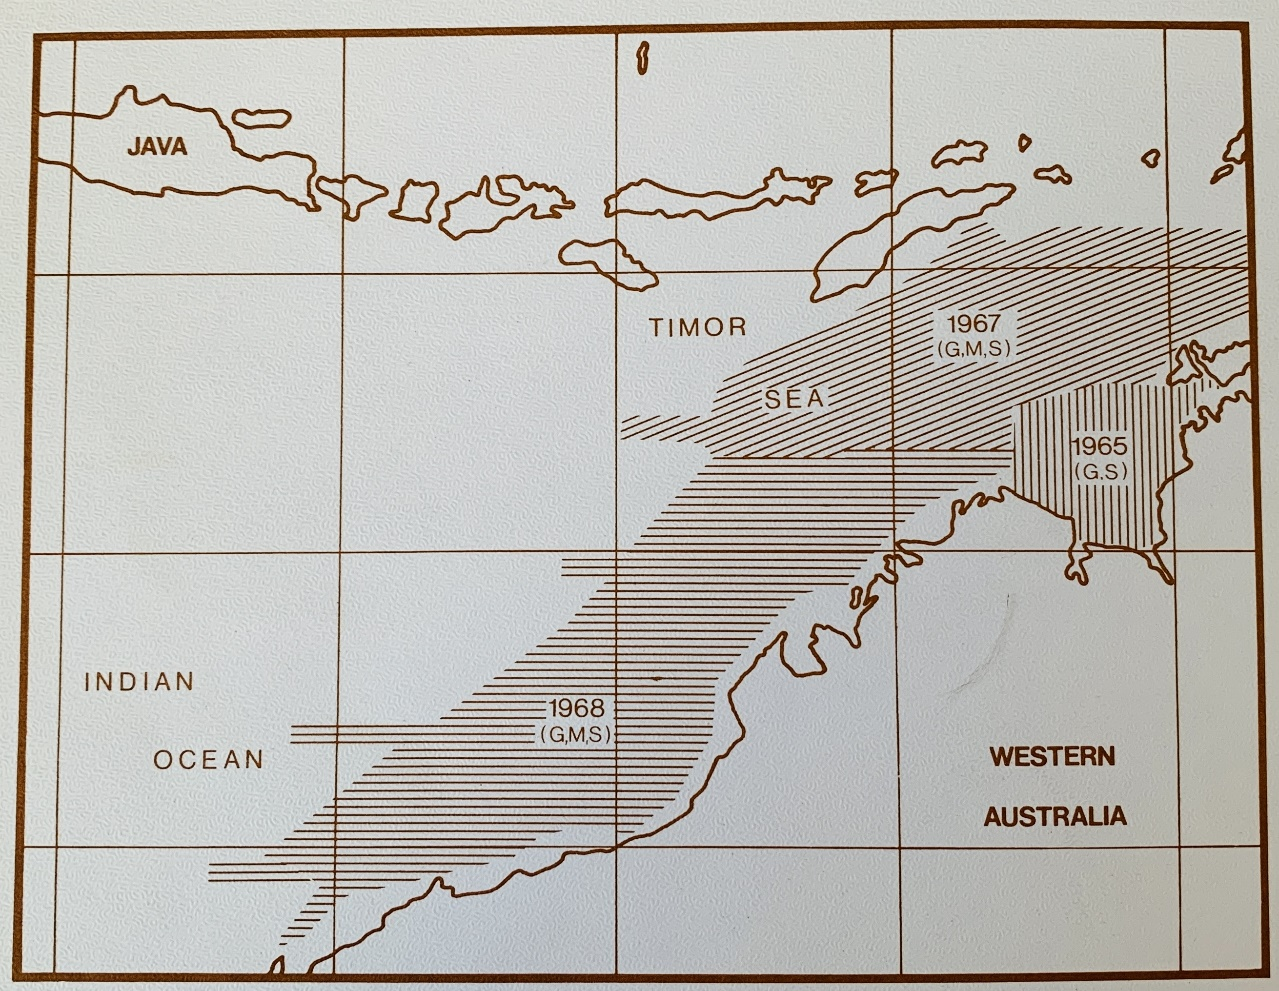 JAVA
TIMOR
1967
(G,M,S)
SEA
1965
(G,S)
INDIAN
1968
(G,M,S)
OCEAN
WESTERN
AUSTRALIA